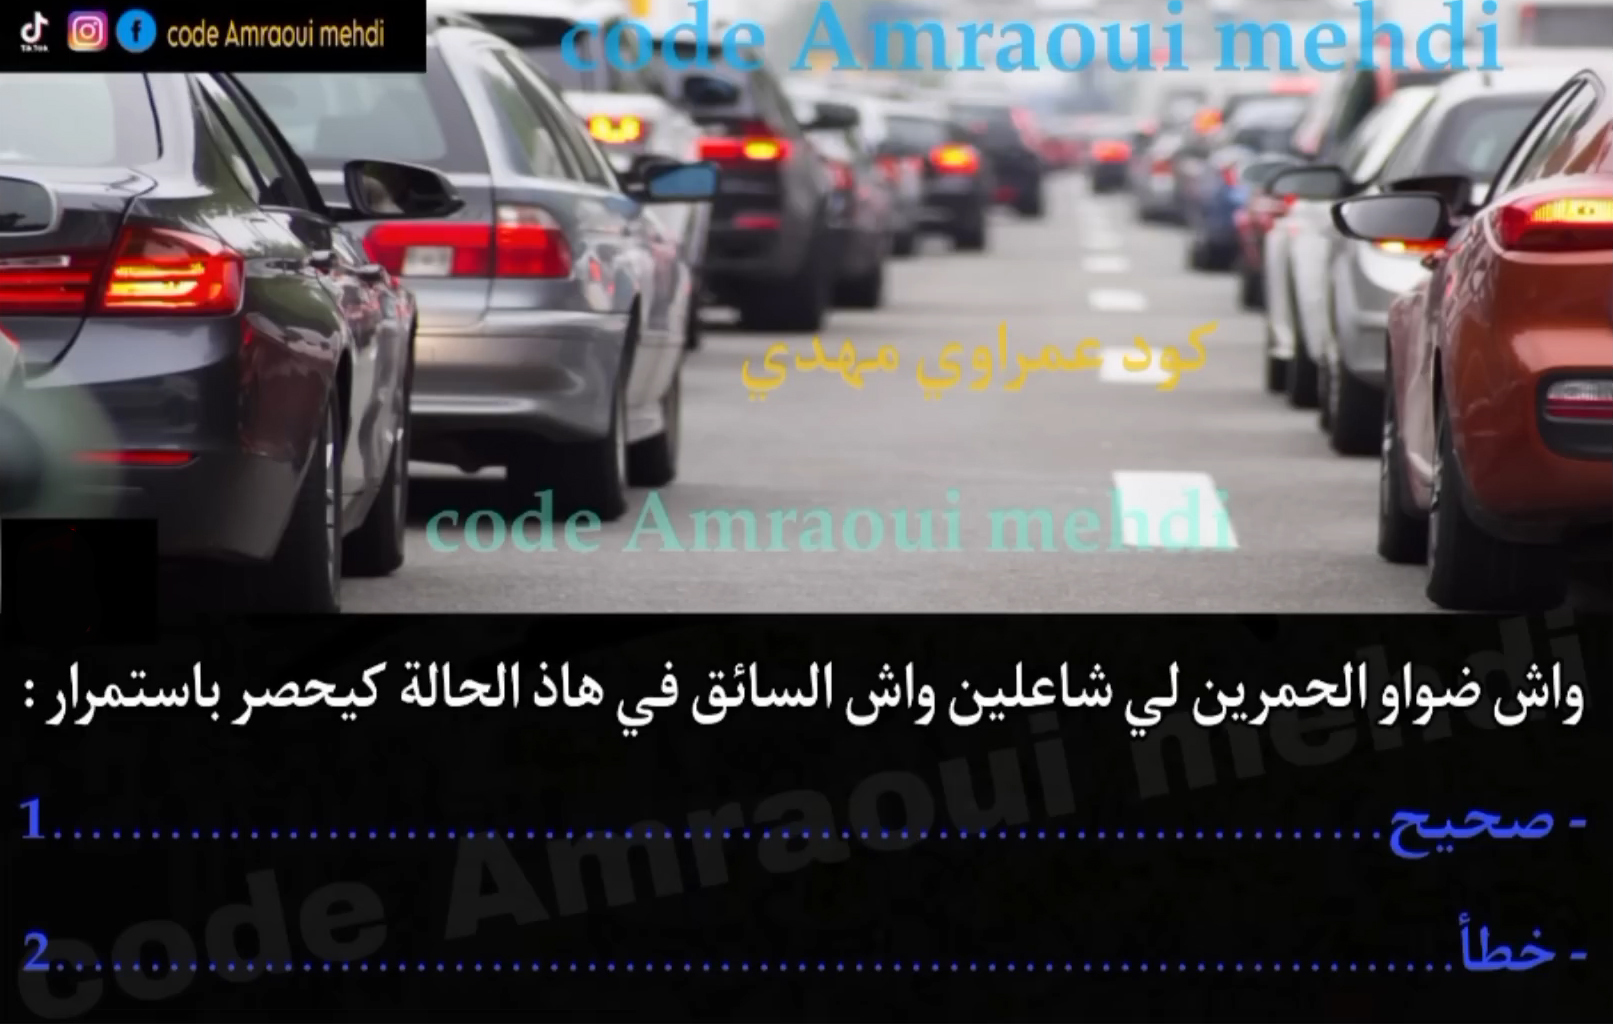 TikTok
code Amraoui mehdi
code Amraoui mehdi
كود عمراوي مهدي
code Amraoui mehdi
واش ضواو الحمرين لي شاعلين واش السائق في هاذ الحالة كيحصر باستمرار :
- صحيح....................1
- خطأ....................2
code Amraoui mehdi